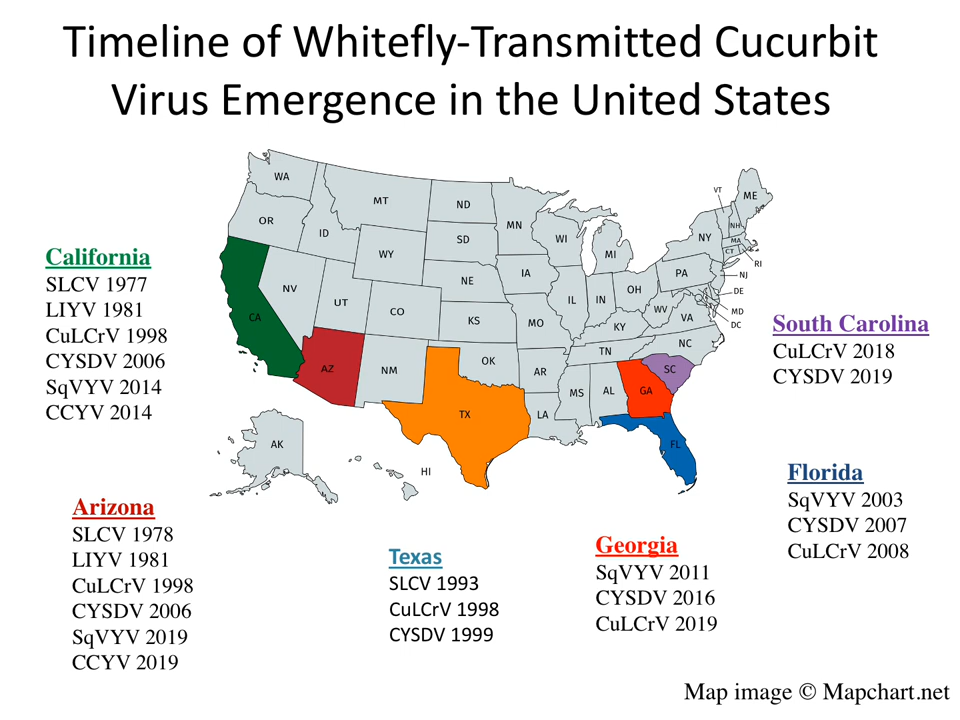 Timeline of Whitefly-Transmitted Cucurbit
Virus Emergence in the United States
WA
OR
ID
MT
ND
MN
WI
MI
NY
VT
ME
NH
MA
CT
RI
NJ
DE
MD
DC
PA
OH
WV
VA
NC
SC
KY
TN
IN
IL
IA
SD
WY
NE
NV
UT
CO
KS
MO
CA
AZ
NM
OK
AR
TX
LA
MS
AL
GA
FL
AK
HI
California
SLCV 1977
LIYV 1981
CuLCrV 1998
CYSDV 2006
SqVYV 2014
CCYV 2014
Arizona
SLCV 1978
LIYV 1981
CuLCrV 1998
CYSDV 2006
SqVYV 2019
CCYV 2019
Texas
SLCV 1993
CuLCrV 1998
CYSDV 1999
Georgia
SqVYV 2011
CYSDV 2016
CuLCrV 2019
South Carolina
CuLCrV 2018
CYSDV 2019
Florida
SqVYV 2003
CYSDV 2007
CuLCrV 2008
Map image © Mapchart.net